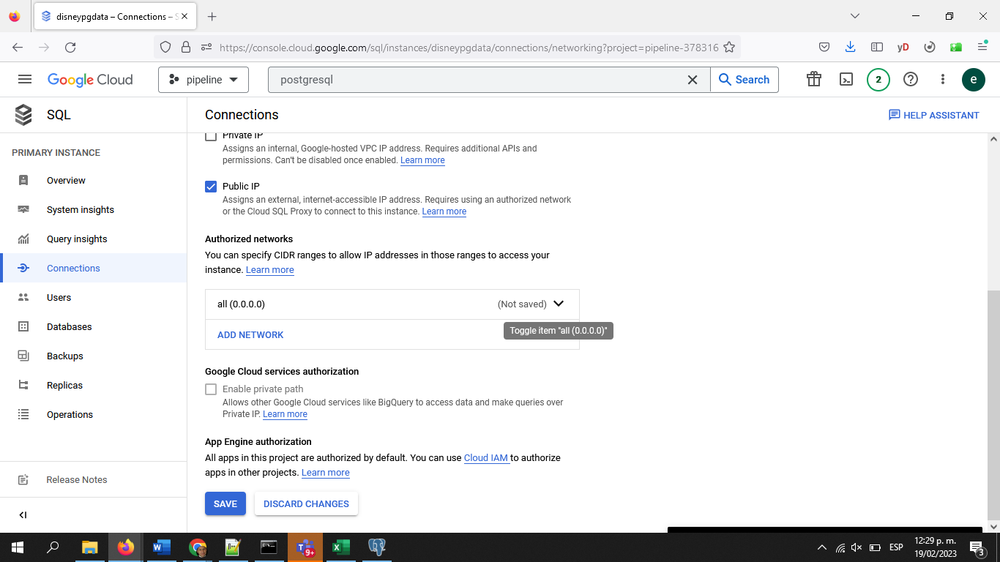 disneypgdata – Connections – S
https://console.cloud.google.com/sql/instances/disneypgdata/connections/networking?project=pipeline-378316
yD
Google Cloud
pipeline
postgresql
Search
2
e
SQL
Connections
HELP ASSISTANT
PRIMARY INSTANCE
Overview
System insights
Query insights
Connections
Users
Databases
Backups
Replicas
Operations
Release Notes
Private IP
Assigns an internal, Google-hosted VPC IP address. Requires additional APIs and
permissions. Can't be disabled once enabled. Learn more
Public IP
Assigns an external, internet-accessible IP address. Requires using an authorized network
or the Cloud SQL Proxy to connect to this instance. Learn more
Authorized networks
You can specify CIDR ranges to allow IP addresses in those ranges to access your
instance. Learn more
all (0.0.0.0)
(Not saved)
Toggle item "all (0.0.0.0)"
ADD NETWORK
Google Cloud services authorization
Enable private path
Allows other Google Cloud services like BigQuery to access data and make queries over
Private IP. Learn more
App Engine authorization
All apps in this project are authorized by default. You can use Cloud IAM to authorize
apps in other projects. Learn more
SAVE
DISCARD CHANGES
9+
ESP
12:29 p. m.
19/02/2023
3